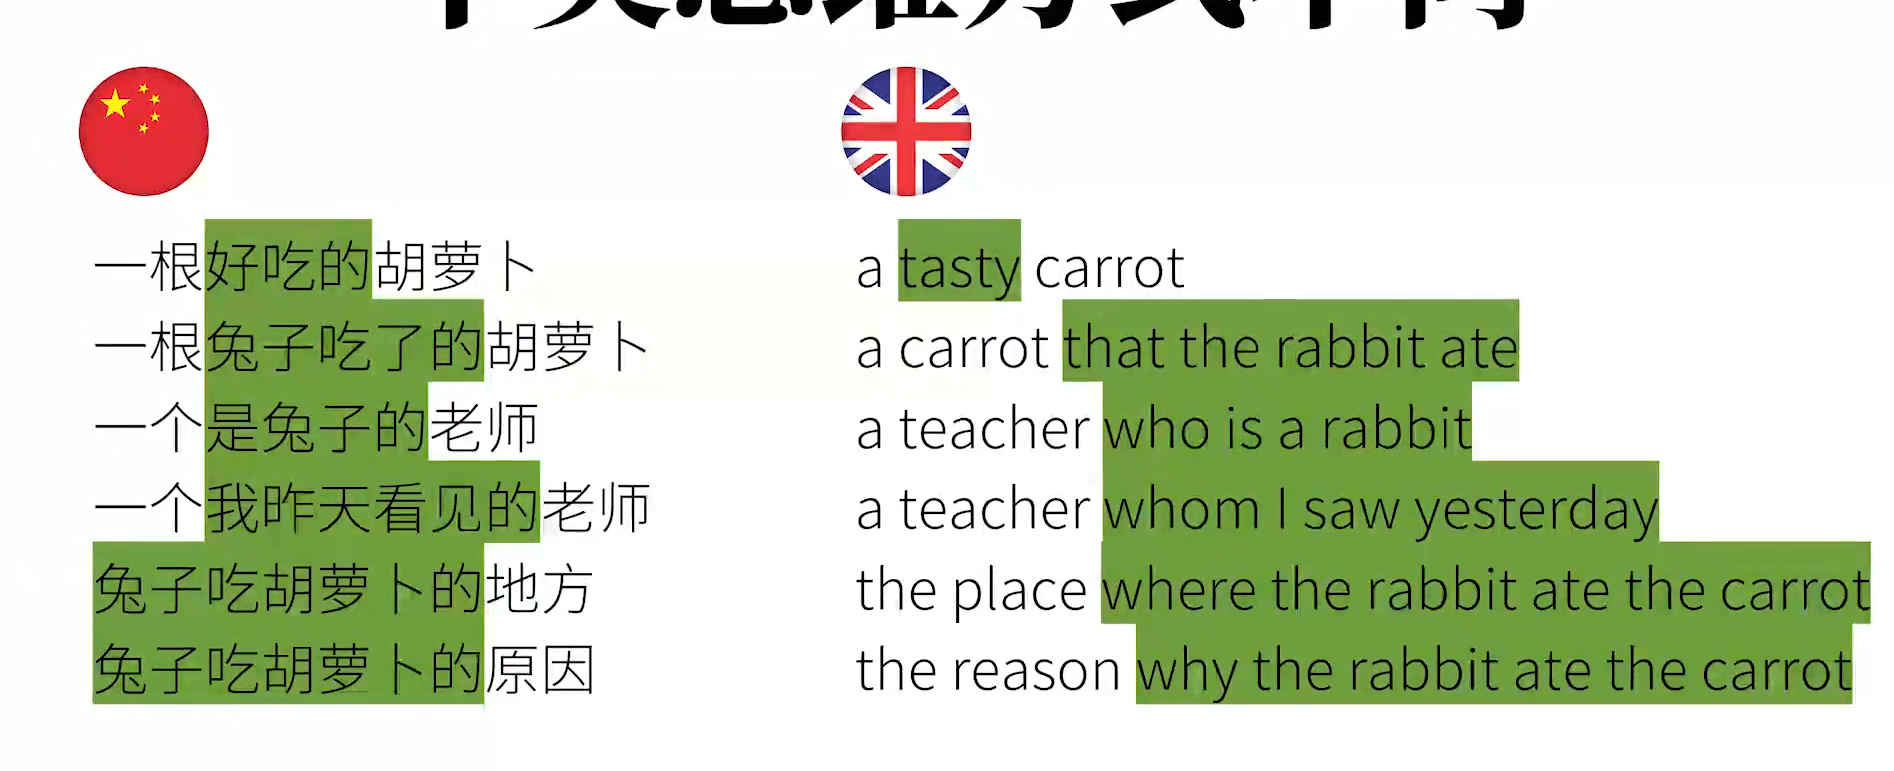 一根好吃的胡萝卜
a tasty carrot
一根兔子吃了的胡萝卜
a carrot that the rabbit ate
一个是兔子的老师
a teacher who is a rabbit
一个我昨天看见的老师
a teacher whom I saw yesterday
兔子吃胡萝卜的地方
the place where the rabbit ate the carrot
兔子吃胡萝卜的原因
the reason why the rabbit ate the carrot